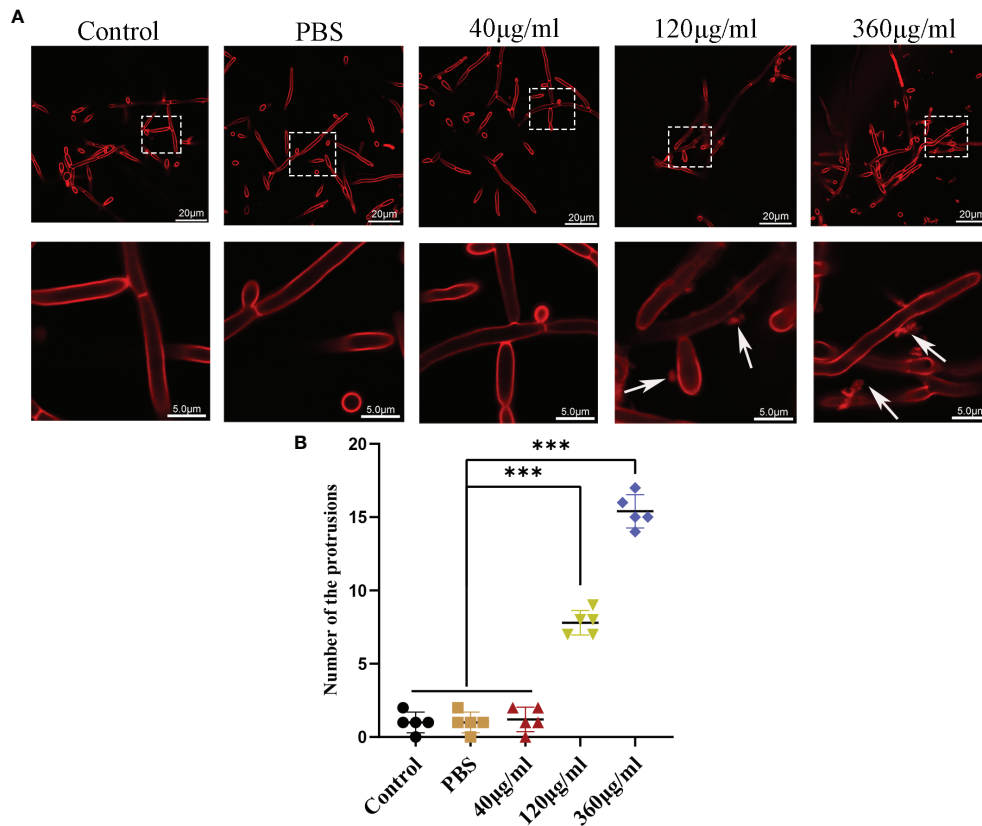 A
Control PBS 40μg/ml 120μg/ml 360μg/ml
20μm 20μm 20μm 20μm 20μm
5.0μm 5.0μm 5.0μm 5.0μm 5.0μm
B
Number of the protrusions
20
15
10
5
0
***
***
Control PBS 40μg/ml 120μg/ml 360μg/ml